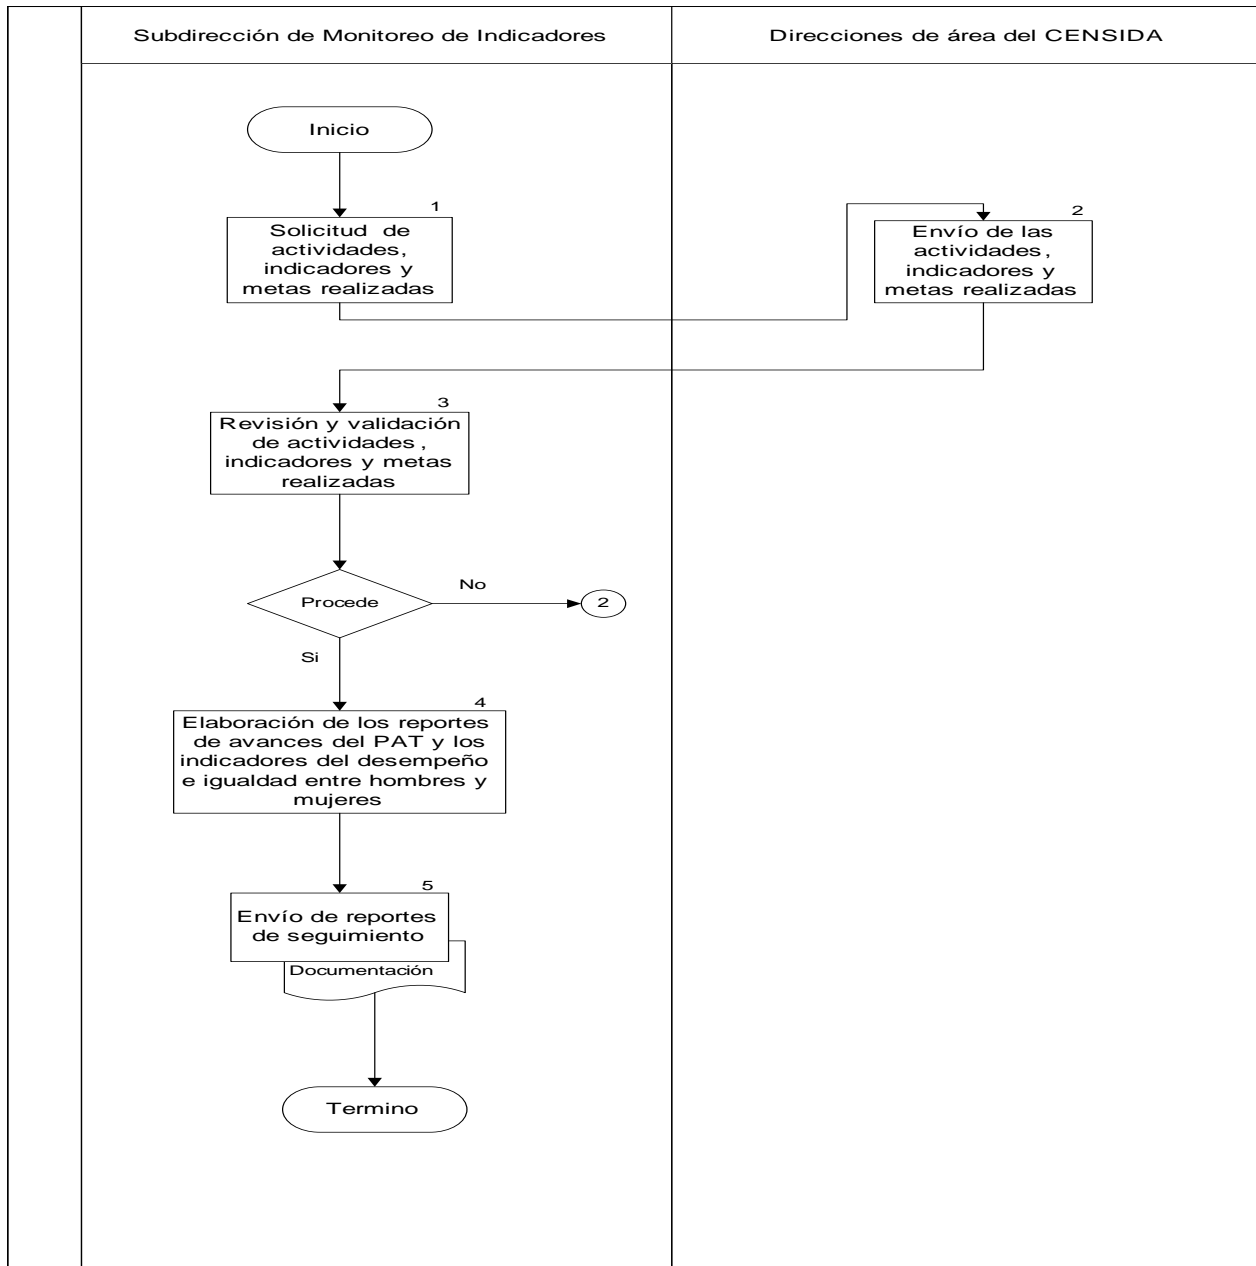 Subdirección de Monitoreo de Indicadores
Direcciones de área del CENSIDA
Inicio
1
Solicitud de
actividades,
indicadores y
metas realizadas
2
Envío de las
actividades,
indicadores y
metas realizadas
3
Revisión y validación
de actividades,
indicadores y metas
realizadas
Procede
No
2
Si
4
Elaboración de los reportes
de avances del PAT y los
indicadores del desempeño
e igualdad entre hombres y
mujeres
5
Envío de reportes
de seguimiento
Documentación
Termino